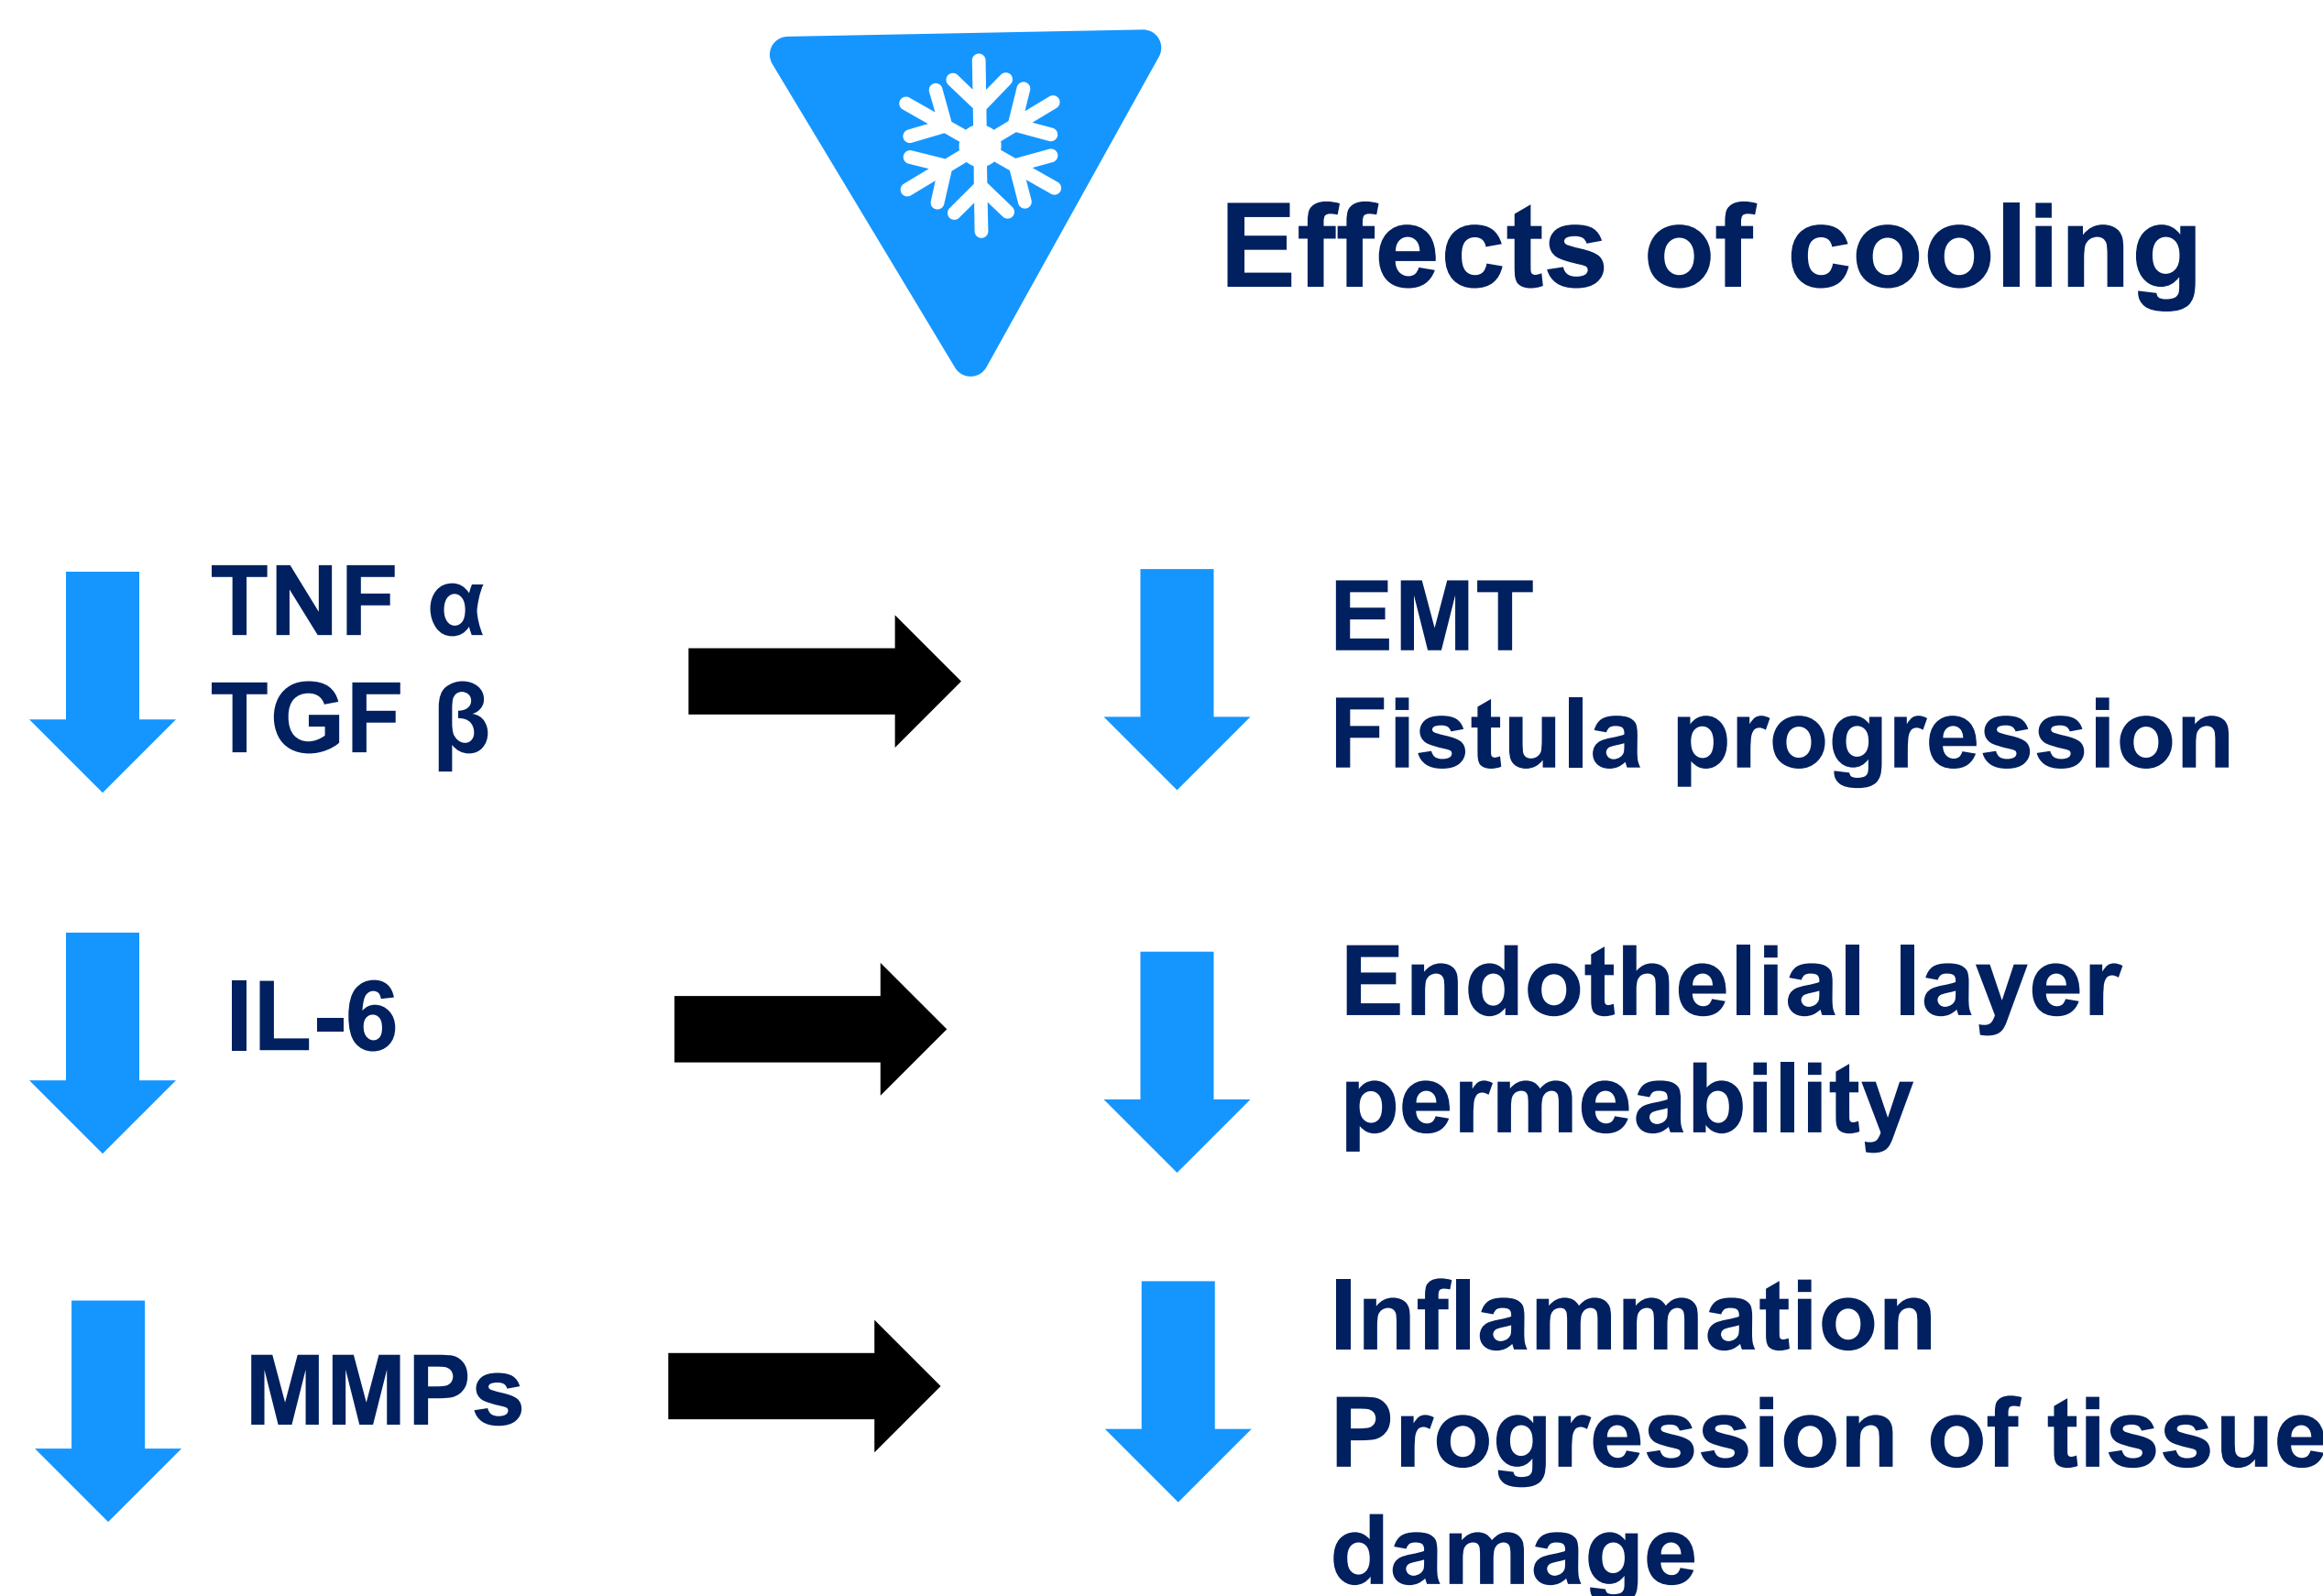 Effects of cooling
TNF α
TGF β
EMT
Fistula progression
IL-6
Endothelial layer
permeability
MMPs
Inflammation
Progression of tissue
damage